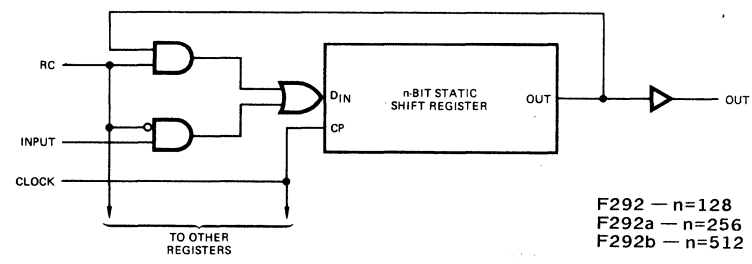 RC
INPUT
CLOCK
TO OTHER
REGISTERS
DIN
CP
n-BIT STATIC
SHIFT REGISTER
OUT
OUT
F292 — n=128
F292a — n=256
F292b — n=512